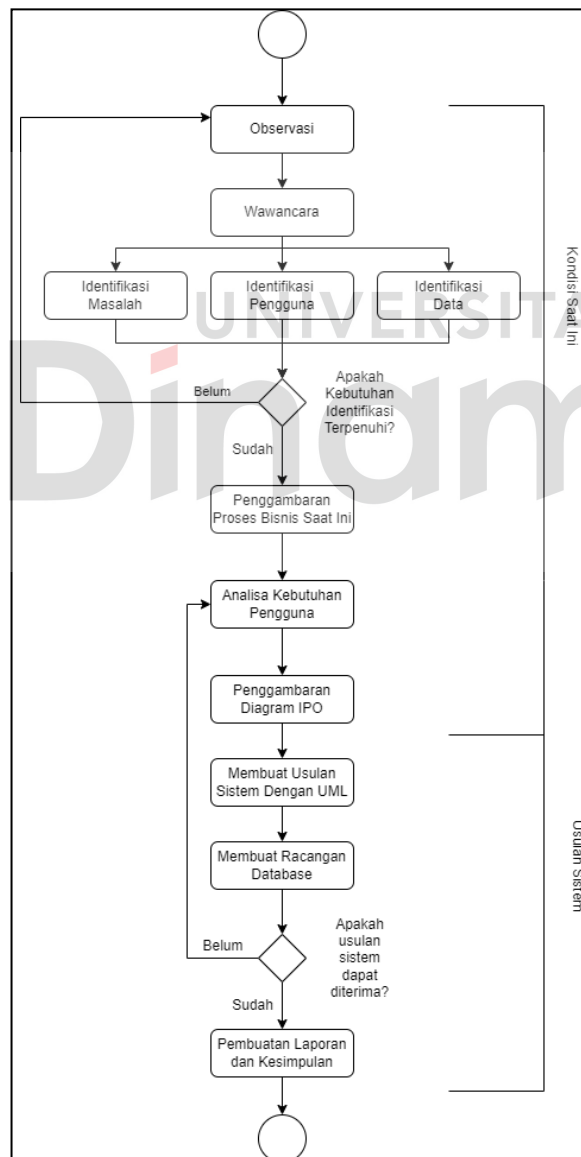 Observasi
Wawancara
Identifikasi
Masalah
Identifikasi
Pengguna
Identifikasi
Data
Kondisi Saat Ini
UNIVERSITA
Dinam
Belum
Apakah
Kebutuhan
Identifikasi
Terpenuhi?
Sudah
Penggambaran
Proses Bisnis Saat Ini
Analisa Kebutuhan
Pengguna
Penggambaran
Diagram IPO
Membuat Usulan
Sistem Dengan UML
Membuat Racangan
Database
Usulan Sistem
Belum
Apakah
usulan
sistem
dapat
diterima?
Sudah
Pembuatan Laporan
dan Kesimpulan